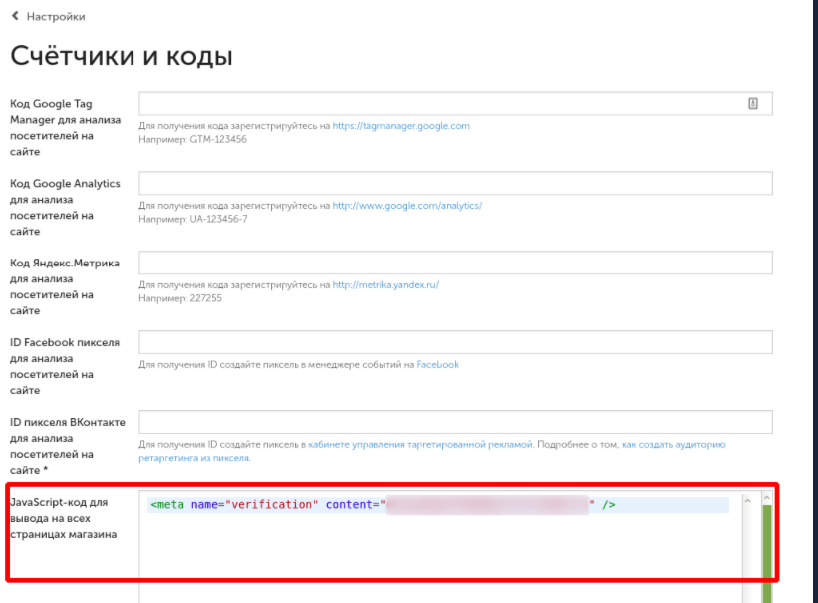 Настройки
Счётчики и коды
Код Google Tag
Manager для анализа
посетителей на
сайте
Для получения кода зарегистрируйтесь на https://tagmanager.google.com
Например: GTM-123456
Код Google Analytics
для анализа
посетителей на
сайте
Для получения кода зарегистрируйтесь на http://www.google.com/analytics/
Например: UA-123456-7
Код Яндекс.Метрика
для анализа
посетителей на
сайте
Для получения кода зарегистрируйтесь на http://metrika.yandex.ru/
Например: 227255
ID Facebook пикселя
для анализа
посетителей на
сайте
Для получения ID создайте пиксель в менеджере событий на Facebook
ID пикселя ВКонтакте
для анализа
посетителей на
сайте *
Для получения ID создайте пиксель в кабинете управления таргетированной рекламой. Подробнее о том, как создать аудиторию
ретаргетинга из пикселя.
JavaScript-код для
вывода на всех
страницах магазина
<meta name="verification" content=" " />